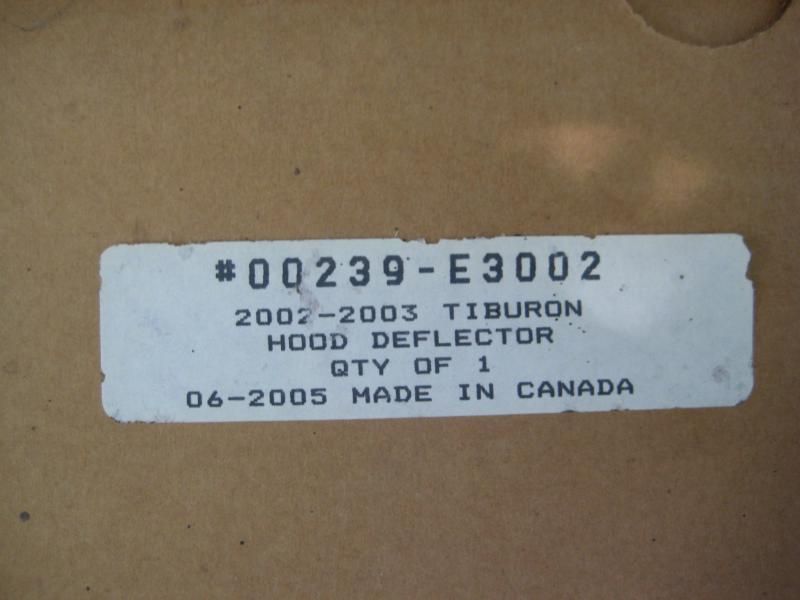 #00239-E3002
2002-2003 TIBURON
HOOD DEFLECTOR
QTY OF 1
06-2005 MADE IN CANADA